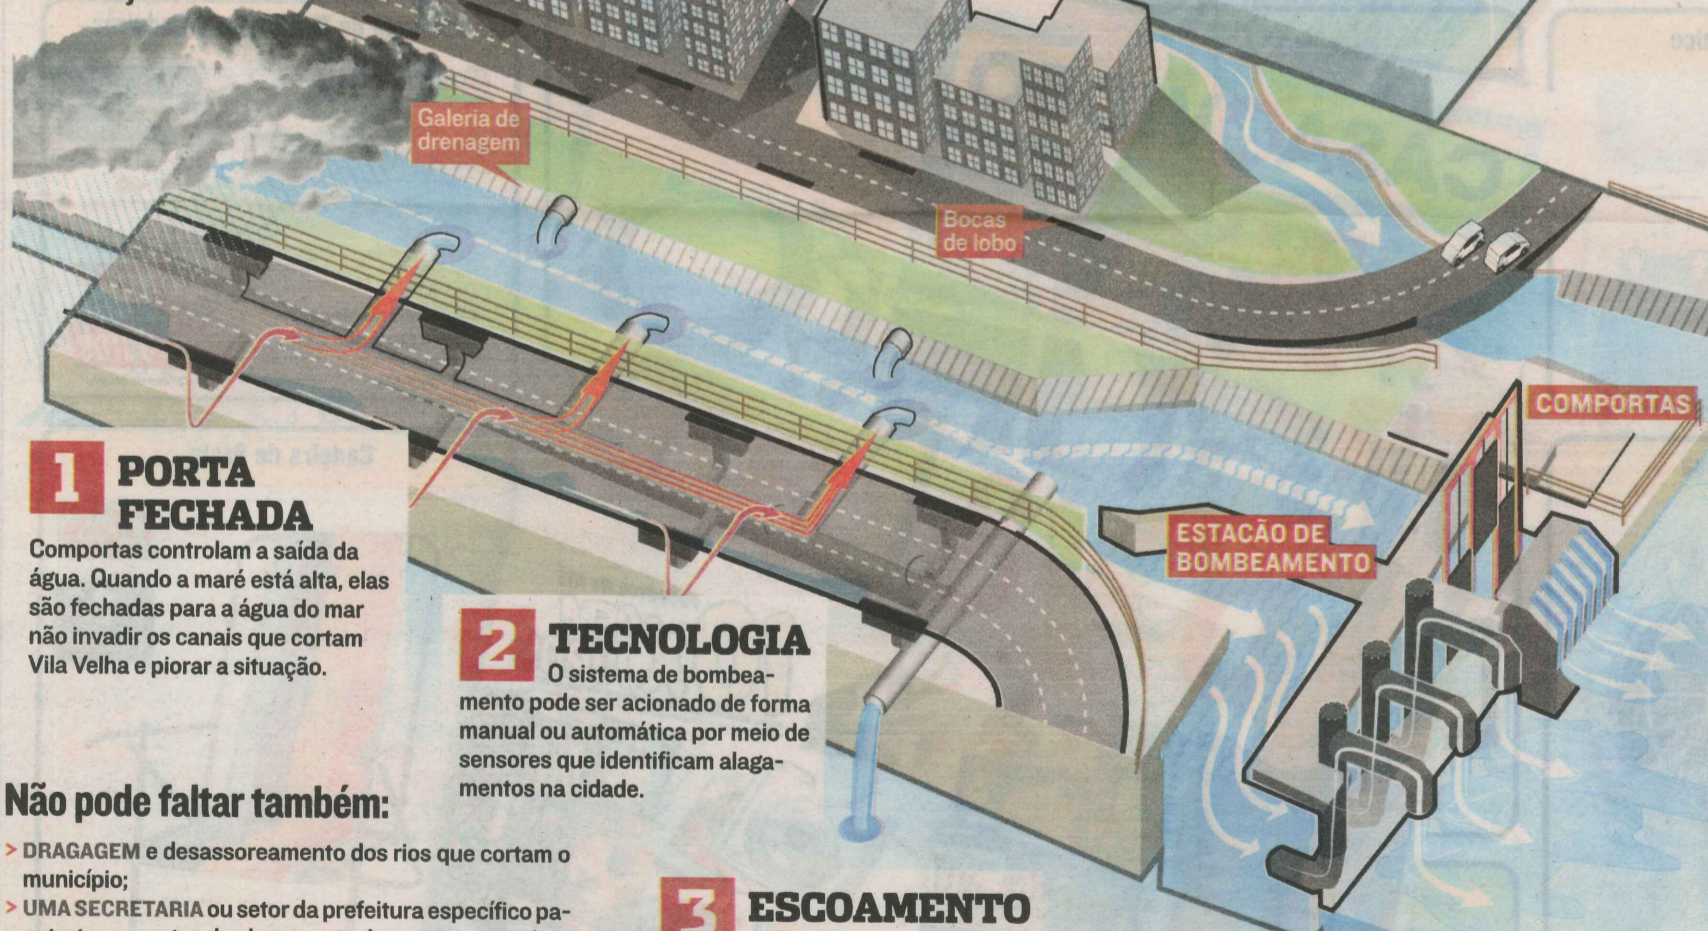 Galeria de
drenagem
Bocas
de lobo
COMPORTAS
ESTACÃO DE
BOMBEAMENTO
1 PORTA
FECHADA
Comportas controlam a saída da
água. Quando a maré está alta, elas
são fechadas para a água do mar
não invadir os canais que cortam
Vila Velha e piorar a situação.
2 TECNOLOGIA
O sistema de bombea-
mento pode ser acionado de forma
manual ou automática por meio de
sensores que identificam alaga-
mentos na cidade.
Não pode faltar também:
> DRAGAGEM e desassoreamento dos rios que cortam o
município;
> UMA SECRETARIA ou setor da prefeitura específico pa-
3 ESCOAMENTO